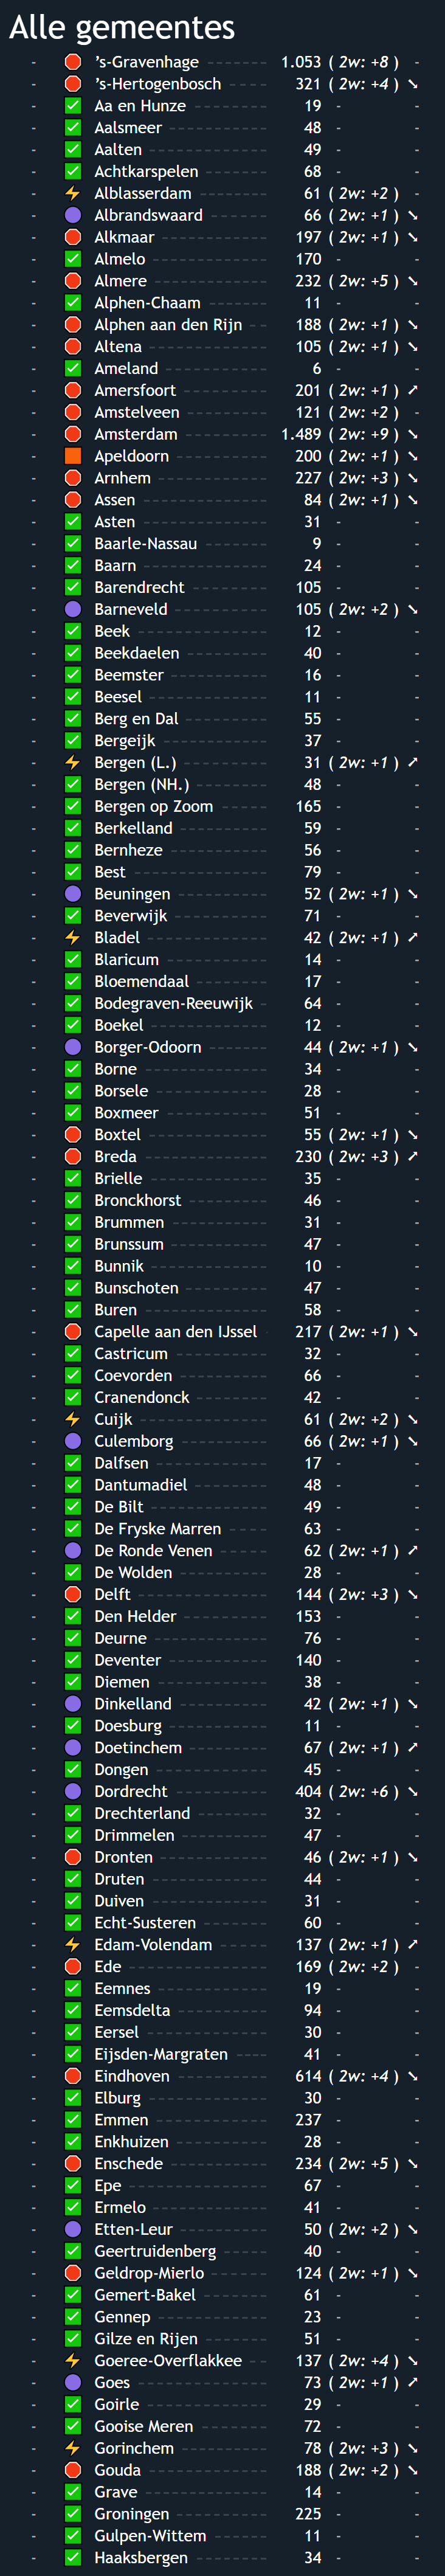 Alle gemeentes
- 's-Gravenhage 1.053 ( 2w: +8 ) -
- 's-Hertogenbosch 321 ( 2w: +4 ) ➘
- Aa en Hunze 19 - -
- Aalsmeer 48 - -
- Aalten 49 - -
- Achtkarspelen 68 - -
- Alblasserdam 61 ( 2w: +2 ) -
- Albrandswaard 66 ( 2w: +1 ) ➘
- Alkmaar 197 ( 2w: +1 ) ➘
- Almelo 170 - -
- Almere 232 ( 2w: +5 ) ➘
- Alphen-Chaam 11 - -
- Alphen aan den Rijn 188 ( 2w: +1 ) ➘
- Altena 105 ( 2w: +1 ) ➘
- Ameland 6 - -
- Amersfoort 201 ( 2w: +1 ) ➚
- Amstelveen 121 ( 2w: +2 ) -
- Amsterdam 1.489 ( 2w: +9 ) ➘
- Apeldoorn 200 ( 2w: +1 ) ➘
- Arnhem 227 ( 2w: +3 ) ➘
- Assen 84 ( 2w: +1 ) ➘
- Asten 31 - -
- Baarle-Nassau 9 - -
- Baarn 24 - -
- Barendrecht 105 - -
- Barneveld 105 ( 2w: +2 ) ➘
- Beek 12 - -
- Beekdaelen 40 - -
- Beemster 16 - -
- Beesel 11 - -
- Berg en Dal 55 - -
- Bergeijk 37 - -
- Bergen (L.) 31 ( 2w: +1 ) ➚
- Bergen (NH.) 48 - -
- Bergen op Zoom 165 - -
- Berkelland 59 - -
- Bernheze 56 - -
- Best 79 - -
- Beuningen 52 ( 2w: +1 ) ➘
- Beverwijk 71 - -
- Bladel 42 ( 2w: +1 ) ➚
- Blaricum 14 - -
- Bloemendaal 17 - -
- Bodegraven-Reeuwijk 64 - -
- Boekel 12 - -
- Borger-Odoorn 44 ( 2w: +1 ) ➘
- Borne 34 - -
- Borsele 28 - -
- Boxmeer 51 - -
- Boxtel 55 ( 2w: +1 ) ➘
- Breda 230 ( 2w: +3 ) ➚
- Brielle 35 - -
- Bronckhorst 46 - -
- Brummen 31 - -
- Brunssum 47 - -
- Bunnik 10 - -
- Bunschoten 47 - -
- Buren 58 - -
- Capelle aan den IJssel 217 ( 2w: +1 ) ➘
- Castricum 32 - -
- Coevorden 66 - -
- Cranendonck 42 - -
- Cuijk 61 ( 2w: +2 ) ➘
- Culemborg 66 ( 2w: +1 ) ➘
- Dalfsen 17 - -
- Dantumadiel 48 - -
- De Bilt 49 - -
- De Fryske Marren 63 - -
- De Ronde Venen 62 ( 2w: +1 ) ➚
- De Wolden 28 - -
- Delft 144 ( 2w: +3 ) ➘
- Den Helder 153 - -
- Deurne 76 - -
- Deventer 140 - -
- Diemen 38 - -
- Dinkelland 42 ( 2w: +1 ) ➘
- Doesburg 11 - -
- Doetinchem 67 ( 2w: +1 ) ➚
- Dongen 45 - -
- Dordrecht 404 ( 2w: +6 ) ➘
- Drechterland 32 - -
- Drimmelen 47 - -
- Dronten 46 ( 2w: +1 ) ➘
- Druten 44 - -
- Duiven 31 - -
- Echt-Susteren 60 - -
- Edam-Volendam 137 ( 2w: +1 ) ➚
- Ede 169 ( 2w: +2 ) -
- Eemnes 19 - -
- Eemsdelta 94 - -
- Eersel 30 - -
- Eijsden-Margraten 41 - -
- Eindhoven 614 ( 2w: +4 ) ➘
- Elburg 30 - -
- Emmen 237 - -
- Enkhuizen 28 - -
- Enschede 234 ( 2w: +5 ) ➘
- Epe 67 - -
- Ermelo 41 - -
- Etten-Leur 50 ( 2w: +2 ) ➘
- Geertruidenberg 40 - -
- Geldrop-Mierlo 124 ( 2w: +1 ) ➘
- Gemert-Bakel 61 - -
- Gennep 23 - -
- Gilze en Rijen 51 - -
- Goeree-Overflakkee 137 ( 2w: +4 ) ➘
- Goes 73 ( 2w: +1 ) ➚
- Goirle 29 - -
- Gooise Meren 72 - -
- Gorinchem 78 ( 2w: +3 ) ➘
- Gouda 188 ( 2w: +2 ) ➘
- Grave 14 - -
- Groningen 225 - -
- Gulpen-Wittem 11 - -
- Haaksbergen 34 - -